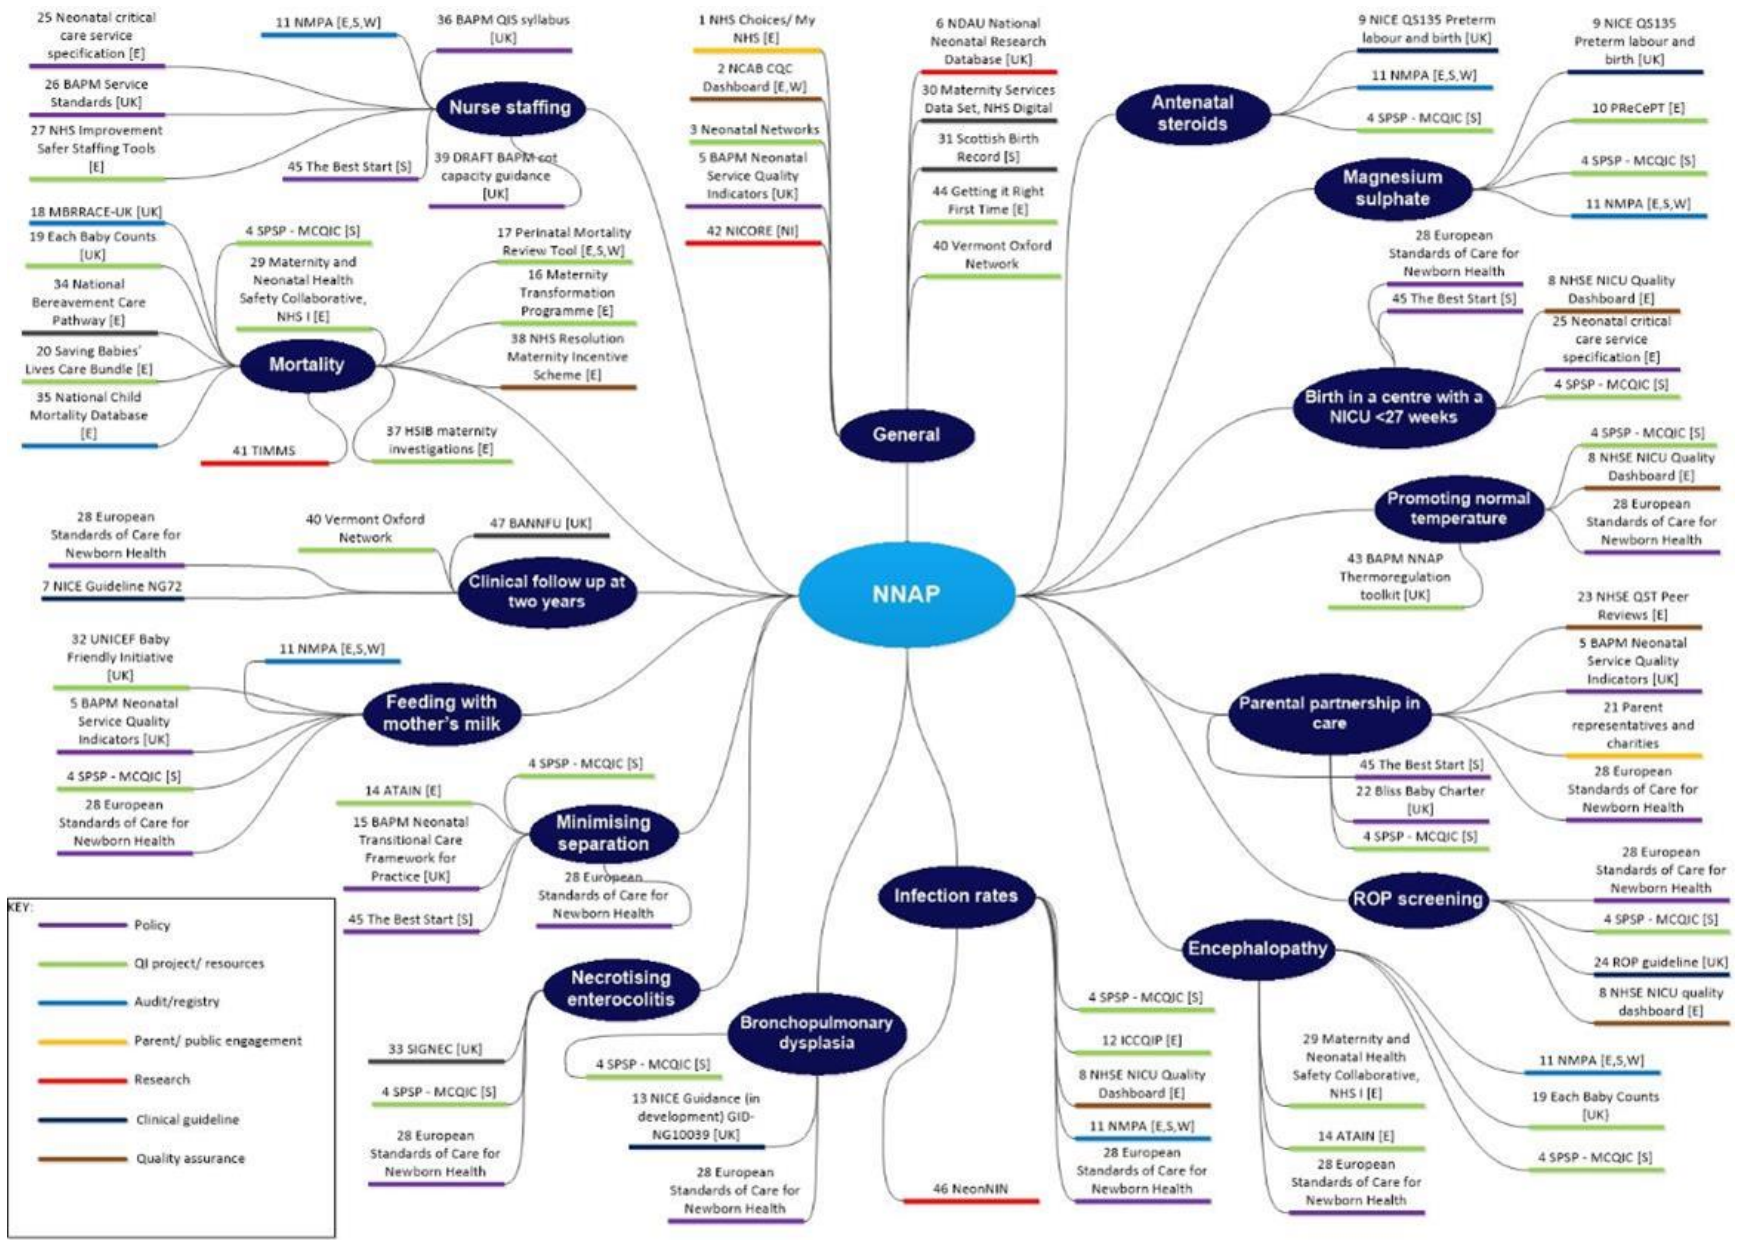 25 Neonatal critical
care service
specification [E]
11 NMPA [E,S,W]
36 BAPM QIS syllabus
[UK]
26 BAPM Service
Standards [UK]
27 NHS Improvement
Safer Staffing Tools
[E]
45 The Best Start [S]
39 DRAFT BAPM cot
capacity guidance
[UK]
Nurse staffing
1 NHS Choices/ My
NHS [E]
2 NCAB CQC
Dashboard [E,W]
3 Neonatal Networks
5 BAPM Neonatal
Service Quality
Indicators [UK]
42 NICORE [NI]
6 NDAU National
Neonatal Research
Database [UK]
30 Maternity Services
Data Set, NHS Digital
31 Scottish Birth
Record [S]
44 Getting it Right
First Time [E]
40 Vermont Oxford
Network
General
Antenatal
steroids
9 NICE QS135 Preterm
labour and birth [UK]
11 NMPA [E,S,W]
4 SPSP - MCQIC [S]
Magnesium
sulphate
9 NICE QS135
Preterm labour and
birth [UK]
10 PReCePT [E]
4 SPSP - MCQIC [S]
11 NMPA [E,S,W]
18 MBRRACE-UK [UK]
19 Each Baby Counts
[UK]
34 National
Bereavement Care
Pathway [E]
20 Saving Babies'
Lives Care Bundle [E]
35 National Child
Mortality Database
[E]
4 SPSP - MCQIC [S]
29 Maternity and
Neonatal Health
Safety Collaborative,
NHS I [E]
Mortality
17 Perinatal Mortality
Review Tool [E,S,W]
16 Maternity
Transformation
Programme [E]
38 NHS Resolution
Maternity Incentive
Scheme [E]
41 TIMMS
37 HSIB maternity
investigations [E]
28 European
Standards of Care for
Newborn Health
45 The Best Start [S]
Birth in a centre with a
NICU <27 weeks
8 NHSE NICU Quality
Dashboard [E]
25 Neonatal critical
care service
specification [E]
4 SPSP - MCQIC [S]
Promoting normal
temperature
4 SPSP - MCQIC [S]
8 NHSE NICU Quality
Dashboard [E]
28 European
Standards of Care for
Newborn Health
43 BAPM NNAP
Thermoregulation
toolkit [UK]
28 European
Standards of Care for
Newborn Health
7 NICE Guideline NG72
40 Vermont Oxford
Network
47 BANNFU [UK]
Clinical follow up at
two years
NNAP
32 UNICEF Baby
Friendly Initiative
[UK]
11 NMPA [E,S,W]
5 BAPM Neonatal
Service Quality
Indicators [UK]
4 SPSP - MCQIC [S]
28 European
Standards of Care for
Newborn Health
Feeding with
mother's milk
Parental partnership in
care
23 NHSE QST Peer
Reviews [E]
5 BAPM Neonatal
Service Quality
Indicators [UK]
21 Parent
representatives and
charities
28 European
Standards of Care for
Newborn Health
45 The Best Start [S]
22 Bliss Baby Charter
[UK]
4 SPSP - MCQIC [S]
4 SPSP - MCQIC [S]
14 ATAIN [E]
15 BAPM Neonatal
Transitional Care
Framework for
Practice [UK]
45 The Best Start [S]
Minimising
separation
28 European
Standards of Care for
Newborn Health
ROP screening
28 European
Standards of Care for
Newborn Health
4 SPSP - MCQIC [S]
24 ROP guideline [UK]
8 NHSE NICU quality
dashboard [E]
Necrotising
enterocolitis
33 SIGNEC [UK]
4 SPSP - MCQIC [S]
28 European
Standards of Care for
Newborn Health
Bronchopulmonary
dysplasia
4 SPSP - MCQIC [S]
13 NICE Guidance (in
development) GID-
NG10039 [UK]
28 European
Standards of Care for
Newborn Health
Infection rates
4 SPSP - MCQIC [S]
12 ICCQIP [E]
8 NHSE NICU Quality
Dashboard [E]
11 NMPA [E,S,W]
28 European
Standards of Care for
Newborn Health
46 NeonNIN
Encephalopathy
29 Maternity and
Neonatal Health
Safety Collaborative,
NHS I [E]
14 ATAIN [E]
28 European
Standards of Care for
Newborn Health
11 NMPA [E,S,W]
19 Each Baby Counts
[UK]
4 SPSP - MCQIC [S]
KEY:
Policy
QI project/ resources
Audit/registry
Parent/ public engagement
Research
Clinical guideline
Quality assurance